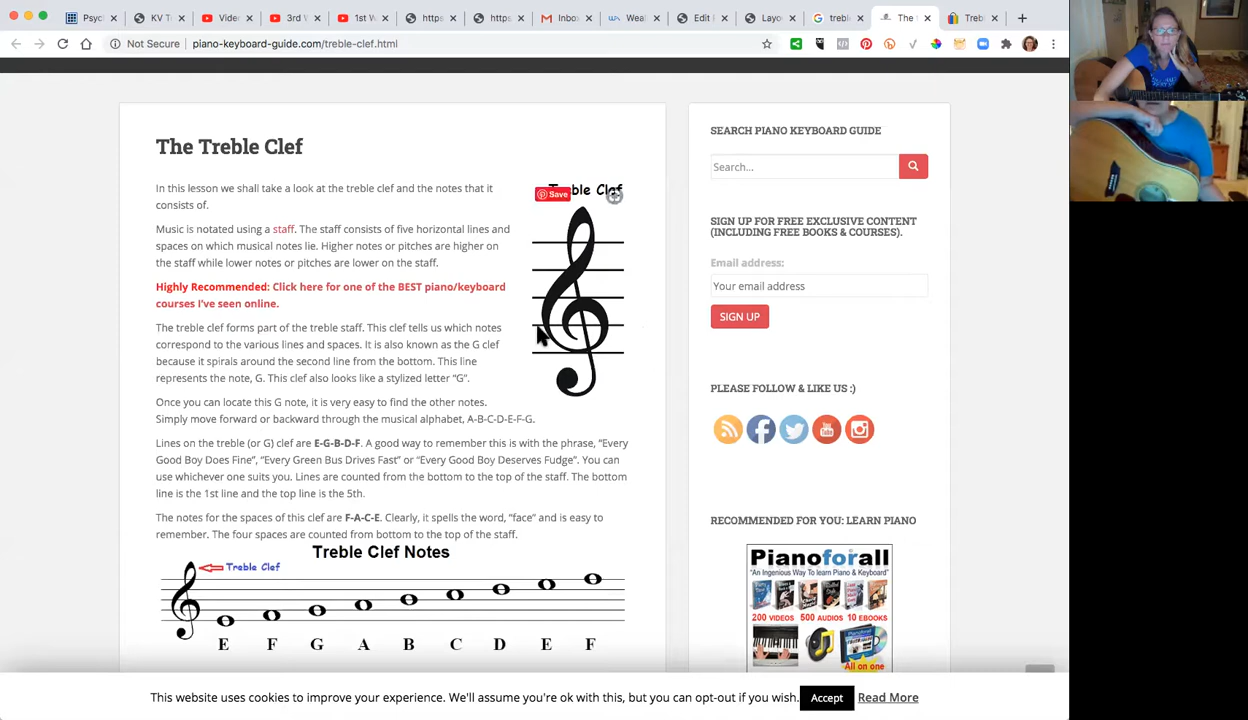 Psych
KV T
Video
3rd V
1st V
https
https
Inbo
Wea
Edit
Layo
treble
The
Treb
Not Secure
piano-keyboard-guide.com/treble-clef.html
The Treble Clef
In this lesson we shall take a look at the treble clef and the notes that it
consists of.
Music is notated using a staff. The staff consists of five horizontal lines and
spaces on which musical notes lie. Higher notes or pitches are higher on
the staff while lower notes or pitches are lower on the staff.
Highly Recommended: Click here for one of the BEST piano/keyboard
courses I've seen online.
The treble clef forms part of the treble staff. This clef tells us which notes
correspond to the various lines and spaces. It is also known as the G clef
because it spirals around the second line from the bottom. This line
represents the note, G. This clef also looks like a stylized letter "G".
Save
Once you can locate this G note, it is very easy to find the other notes.
Simply move forward or backward through the musical alphabet, A-B-C-D-E-F-G.
Lines on the treble (or G) clef are E-G-B-D-F. A good way to remember this is with the phrase, "Every
Good Boy Does Fine", "Every Green Bus Drives Fast" or "Every Good Boy Deserves Fudge". You can
use whichever one suits you. Lines are counted from the bottom to the top of the staff. The bottom
line is the 1st line and the top line is the 5th.
The notes for the spaces of this clef are F-A-C-E. Clearly, it spells the word, "face" and is easy to
remember. The four spaces are counted from bottom to the top of the staff.
Treble Clef Notes
Treble Clef
E F G A B C D E F
SEARCH PIANO KEYBOARD GUIDE
Search...
SIGN UP FOR FREE EXCLUSIVE CONTENT
(INCLUDING FREE BOOKS & COURSES).
Email address:
Your email address
SIGN UP
PLEASE FOLLOW & LIKE US :)
RECOMMENDED FOR YOU: LEARN PIANO
Pianoforall
"An Ingenious Way To learn Piano & Keyboard"
200 VIDEOS 500 AUDIOS 10 EBOOKS
All on one
This website uses cookies to improve your experience. We'll assume you're ok with this, but you can opt-out if you wish.
Accept
Read More